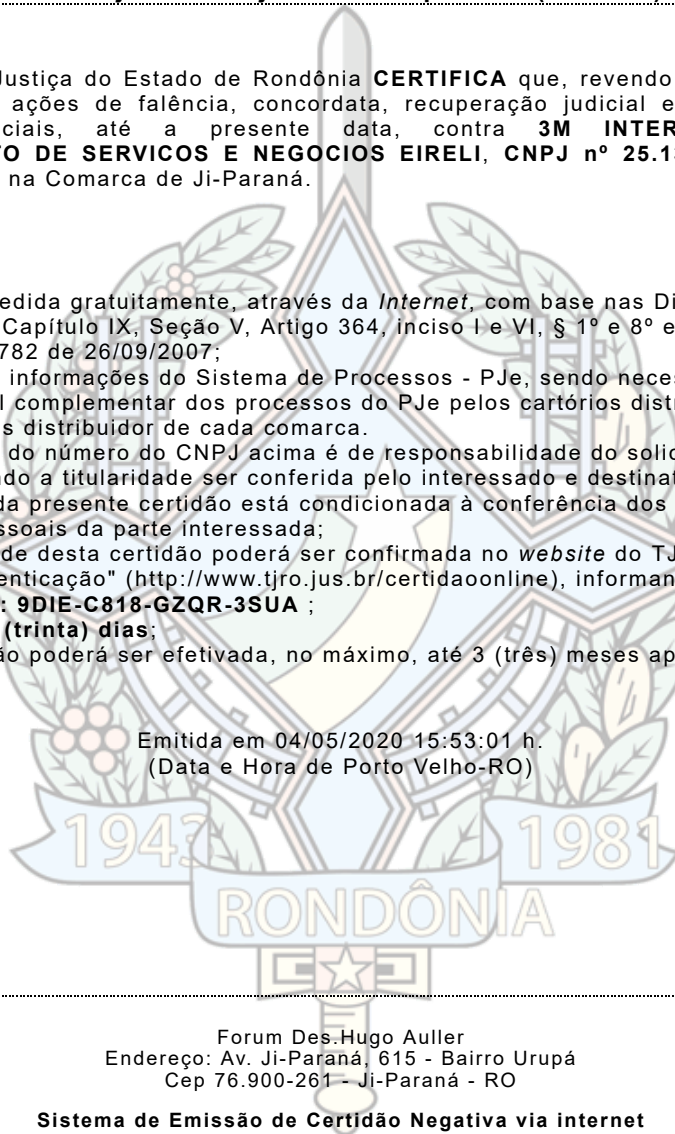 Justiça do Estado de Rondônia CERTIFICA que, revendo
ações de falência, concordata, recuperação judicial e
ciais, até a presente data, contra 3M INTER
TO DE SERVICOS E NEGOCIOS EIRELI, CNPJ nº 25.1
na Comarca de Ji-Paraná.
edida gratuitamente, através da Internet, com base nas Di
Capítulo IX, Seção V, Artigo 364, inciso I e VI, § 1º e 8º e
782 de 26/09/2007;
informações do Sistema de Processos - PJe, sendo neces
l complementar dos processos do PJe pelos cartórios distr
s distribuidor de cada comarca.
do número do CNPJ acima é de responsabilidade do solic
ndo a titularidade ser conferida pelo interessado e destinat
da presente certidão está condicionada à conferência dos
ssoais da parte interessada;
de desta certidão poderá ser confirmada no website do TJ
enticação" (http://www.tjro.jus.br/certidaoonline), informan
: 9DIE-C818-GZQR-3SUA ;
(trinta) dias;
ão poderá ser efetivada, no máximo, até 3 (três) meses ap
Emitida em 04/05/2020 15:53:01 h.
(Data e Hora de Porto Velho-RO)
1943 1981
RONDÔNIA
Forum Des.Hugo Auller
Endereço: Av. Ji-Paraná, 615 - Bairro Urupá
Cep 76.900-261 - Ji-Paraná - RO
Sistema de Emissão de Certidão Negativa via internet